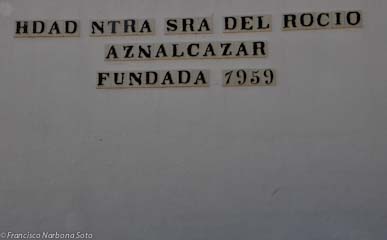 HDAD NTRA SRA DEL ROCIO
AZNALCAZAR
FUNDADA 1959
©Francisco Narbona Soto